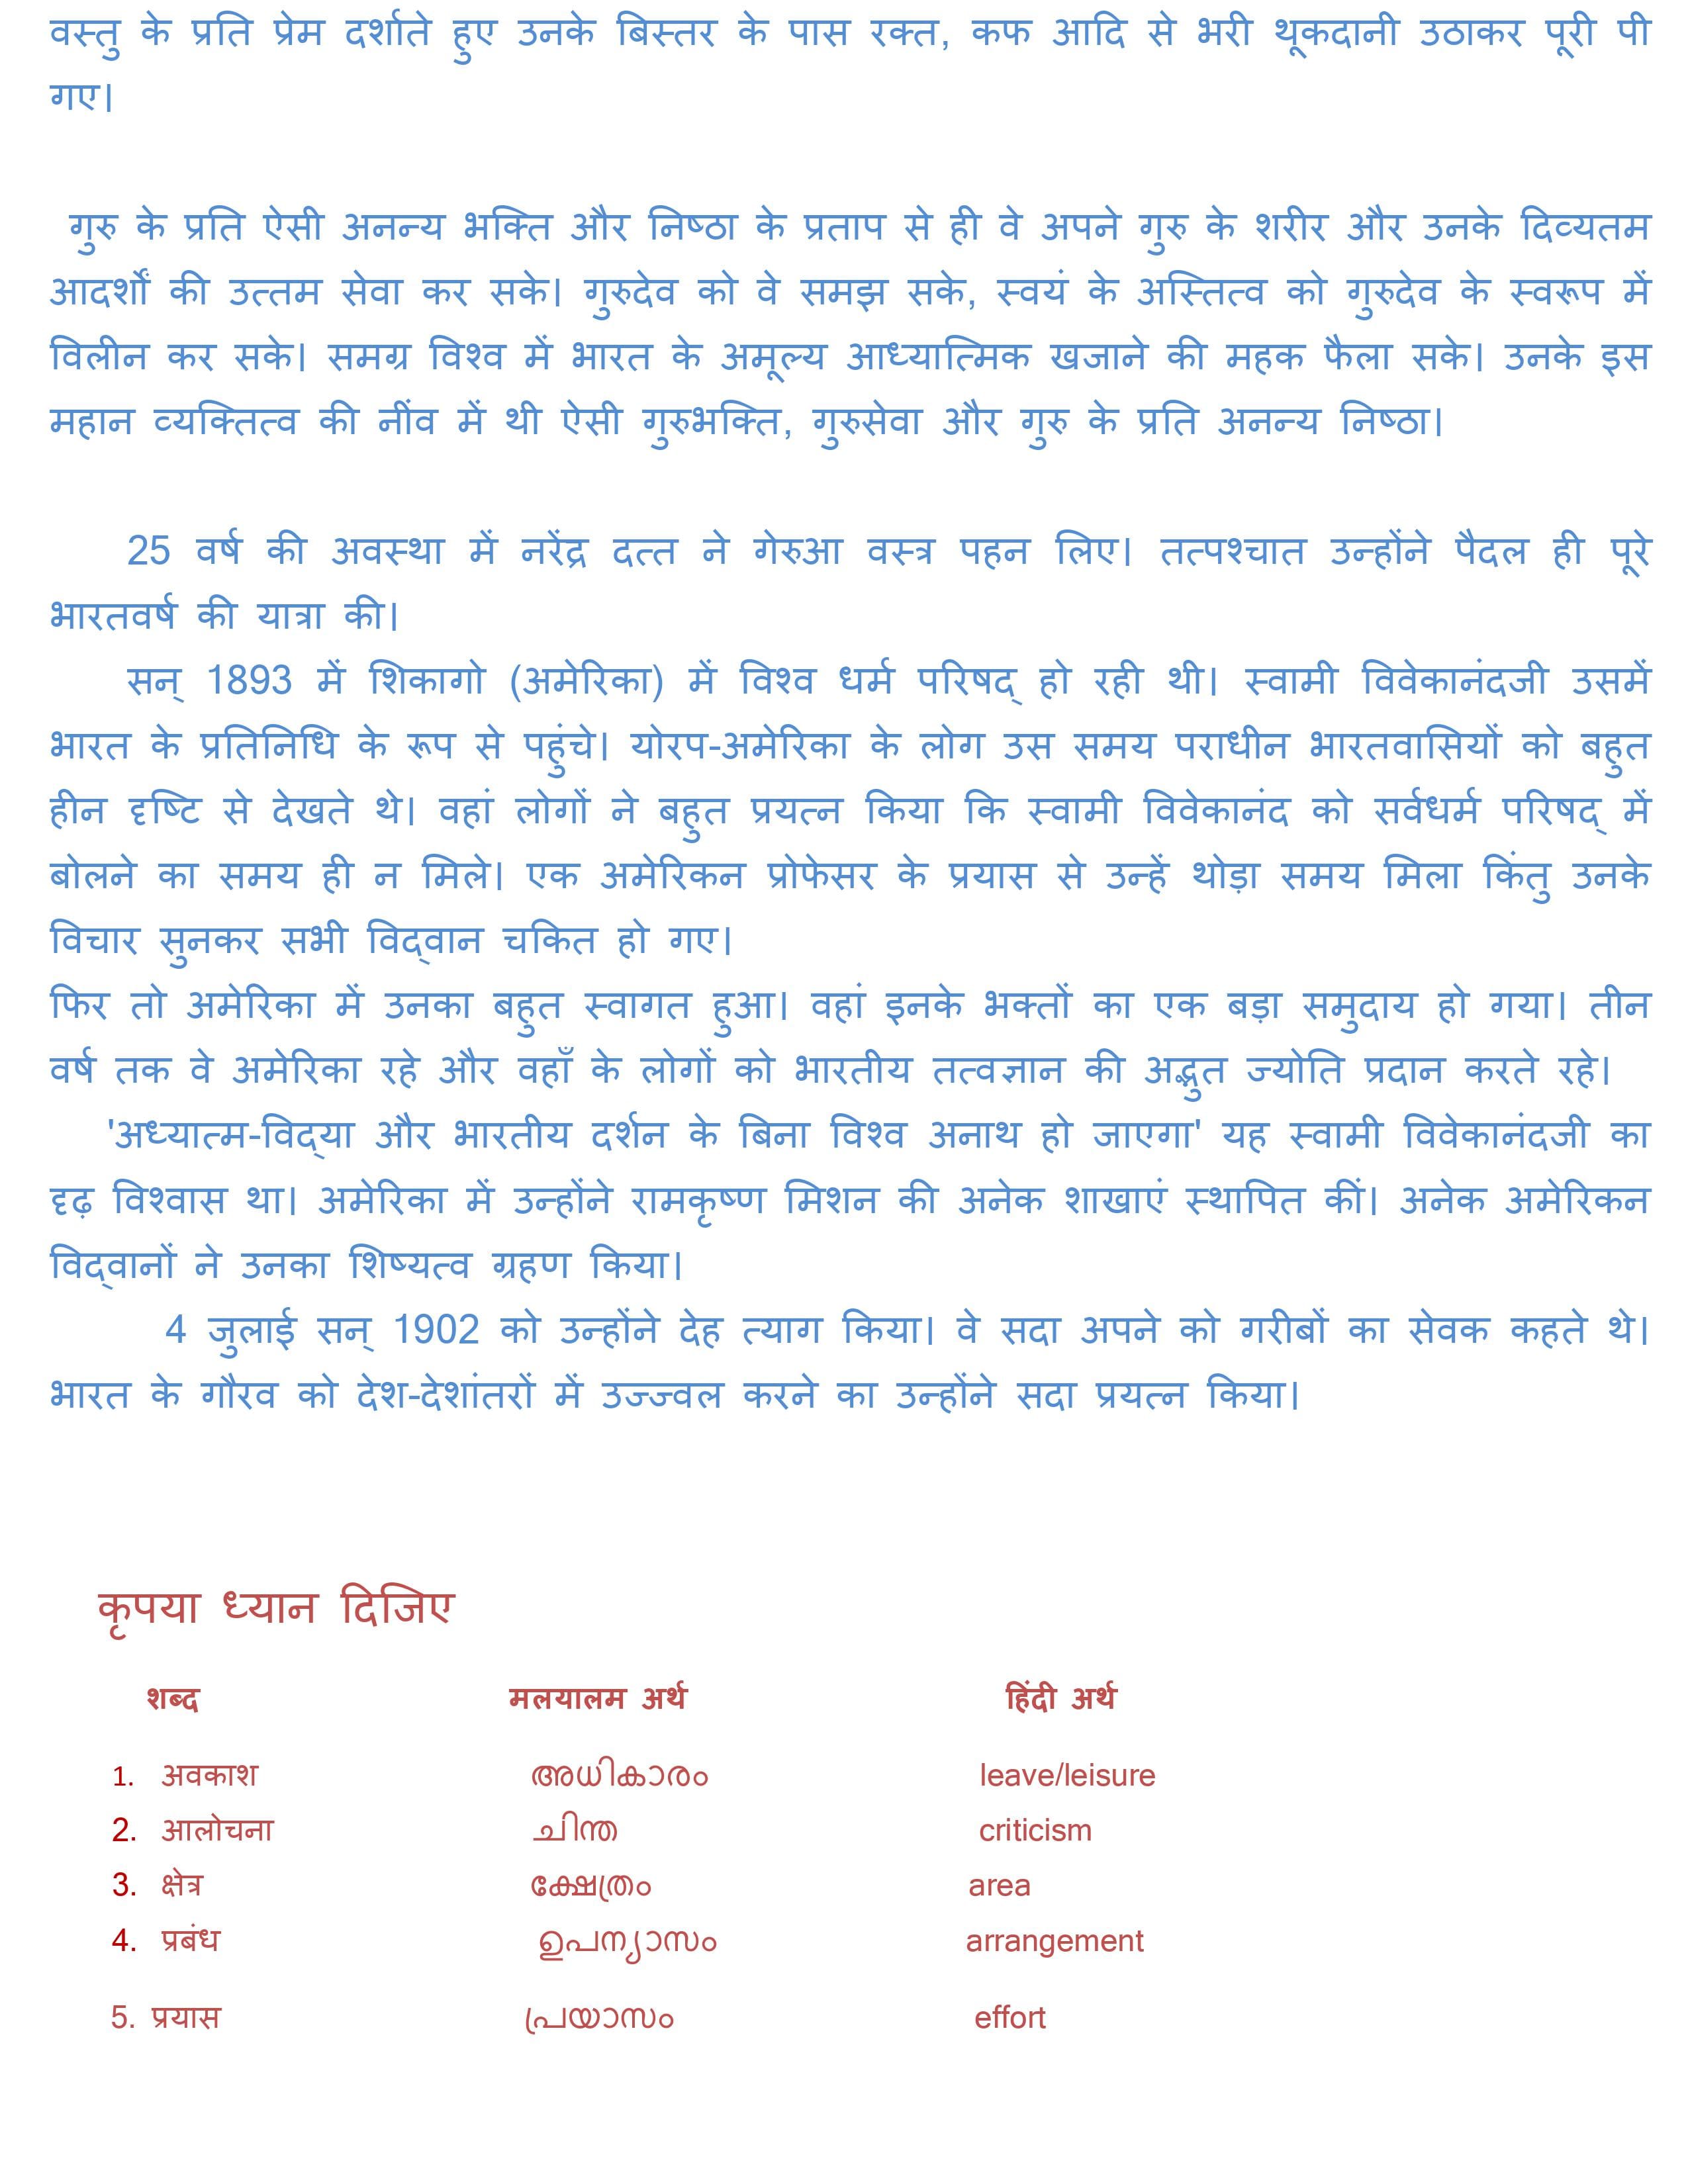 वस्तु के प्रति प्रेम दर्शाते हुए उनके बिस्तर के पास रक्त, कफ आदि से भरी थूकदानी उठाकर पूरी पी
गए।
गुरु के प्रति ऐसी अनन्य भक्ति और निष्ठा के प्रताप से ही वे अपने गुरु के शरीर और उनके दिव्यतम
आदर्शों की उत्तम सेवा कर सके। गुरुदेव को वे समझ सके, स्वयं के अस्तित्व को गुरुदेव के स्वरूप में
विलीन कर सके। समग्र विश्व में भारत के अमूल्य आध्यात्मिक खजाने की महक फैला सके। उनके इस
महान व्यक्तित्व की नींव में थी ऐसी गुरुभक्ति, गुरुसेवा और गुरु के प्रति अनन्य निष्ठा।
25 वर्ष की अवस्था में नरेंद्र दत्त ने गेरुआ वस्त्र पहन लिए। तत्पश्चात उन्होंने पैदल ही पूरे
भारतवर्ष की यात्रा की।
सन् 1893 में शिकागो (अमेरिका) में विश्व धर्म परिषद् हो रही थी। स्वामी विवेकानंदजी उसमें
भारत के प्रतिनिधि के रूप से पहुंचे। योरप-अमेरिका के लोग उस समय पराधीन भारतवासियों को बहुत
हीन दृष्टि से देखते थे। वहां लोगों ने बहुत प्रयत्न किया कि स्वामी विवेकानंद को सर्वधर्म परिषद् में
बोलने का समय ही न मिले। एक अमेरिकन प्रोफेसर के प्रयास से उन्हें थोड़ा समय मिला किंतु उनके
विचार सुनकर सभी विद्वान चकित हो गए।
फिर तो अमेरिका में उनका बहुत स्वागत हुआ। वहां इनके भक्तों का एक बड़ा समुदाय हो गया। तीन
वर्ष तक वे अमेरिका रहे और वहाँ के लोगों को भारतीय तत्वज्ञान की अद्भुत ज्योति प्रदान करते रहे।
'अध्यात्म-विद्या और भारतीय दर्शन के बिना विश्व अनाथ हो जाएगा' यह स्वामी विवेकानंदजी का
दृढ़ विश्वास था। अमेरिका में उन्होंने रामकृष्ण मिशन की अनेक शाखाएं स्थापित कीं। अनेक अमेरिकन
विद्वानों ने उनका शिष्यत्व ग्रहण किया।
4 जुलाई सन् 1902 को उन्होंने देह त्याग किया। वे सदा अपने को गरीबों का सेवक कहते थे।
भारत के गौरव को देश-देशांतरों में उज्ज्वल करने का उन्होंने सदा प्रयत्न किया।
कृपया ध्यान दिजिए
शब्द मलयालम अर्थ हिंदी अर्थ
1. अवकाश അധികാരം leave/leisure
2. आलोचना ചിന്ത criticism
3. क्षेत्र ക്ഷേത്രം area
4. प्रबंध ഉപന്യാസം arrangement
5. प्रयास പ്രയാസം effort